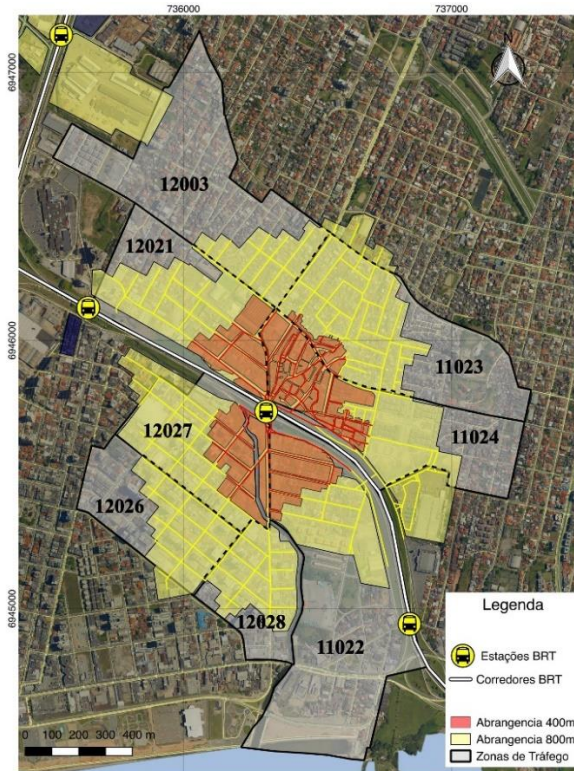 736000
737000
6947000
N
12003
12021
6946000
11023
11024
12027
12026
6945000
12028
11022
Legenda
Estações BRT
Corredores BRT
Abrangencia 400m
Abrangencia 800m
Zonas de Tráfego
0 100 200 300 400 m